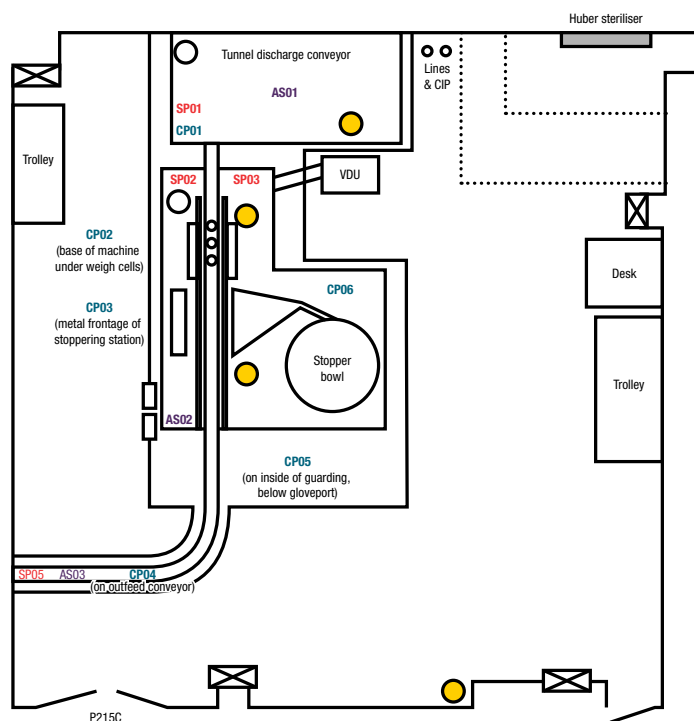 Huber steriliser
Tunnel discharge conveyor
AS01
Lines
& CIP
SP01
CP01
Trolley
SP02
SP03
VDU
CP02
(base of machine
under weigh cells)
CP03
(metal frontage of
stoppering station)
CP06
Desk
Stopper
bowl
Trolley
AS02
CP05
(on inside of guarding,
below gloveport)
SP05 AS03 CP04
(on outfeed conveyor)
P215C